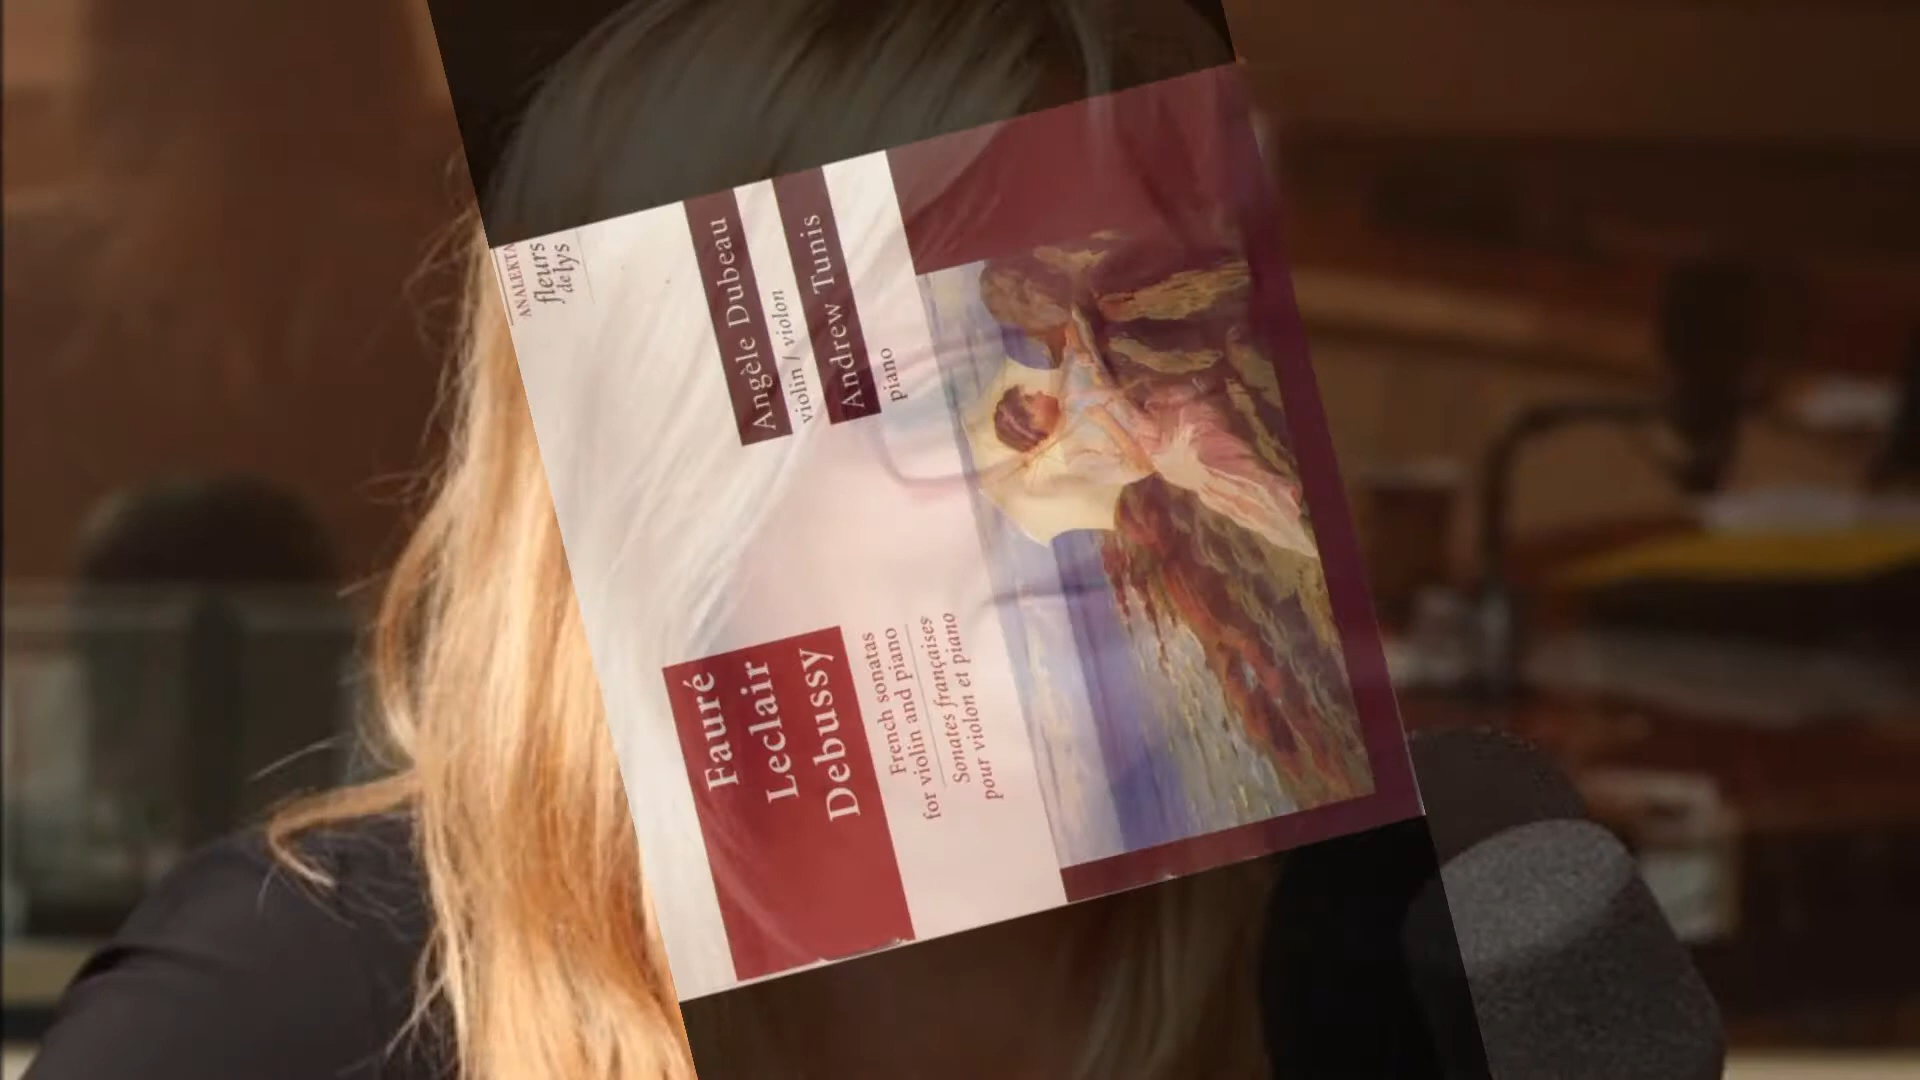 ANALEKTA
fleurs
de lys
Angèle Dubeau
violin / violon
Andrew Tunis
piano
Fauré
Leclair
Debussy
French sonatas
for violin and piano
Sonates françaises
pour violon et piano